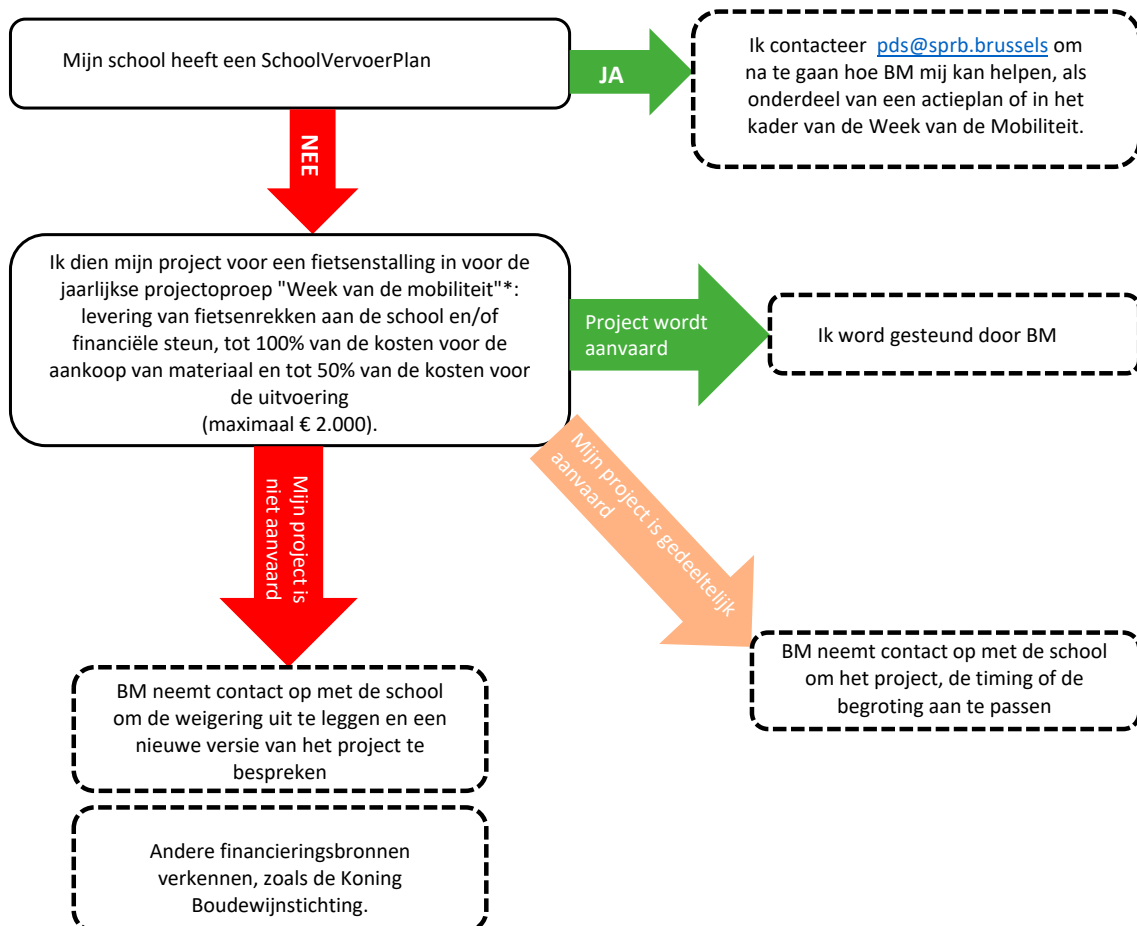 Mijn school heeft een SchoolVervoerPlan
JA
Ik contacteer pds@sprb.brussels om
na te gaan hoe BM mij kan helpen, als
onderdeel van een actieplan of in het
kader van de Week van de Mobiliteit.
NEE
Ik dien mijn project voor een fietsenstalling in voor de
jaarlijkse projectoproep "Week van de mobiliteit"*:
levering van fietsenrekken aan de school en/of
financiële steun, tot 100% van de kosten voor de
aankoop van materiaal en tot 50% van de kosten voor
de uitvoering
(maximaal € 2.000).
Project wordt
aanvaard
Ik word gesteund door BM
Mijn project is
niet aanvaard
Mijn project is gedeeltelijk
aanvaard
BM neemt contact op met de school
om het project, de timing of de
begroting aan te passen
BM neemt contact op met de school
om de weigering uit te leggen en een
nieuwe versie van het project te
bespreken
Andere financieringsbronnen
verkennen, zoals de Koning
Boudewijnstichting.